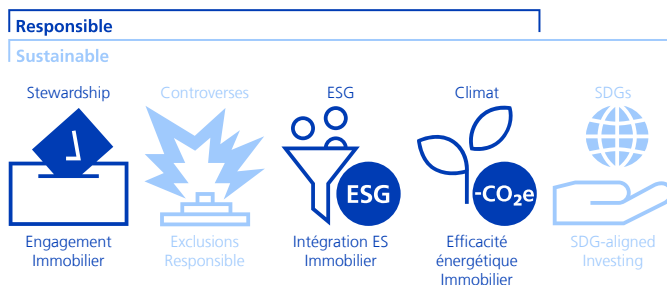 Responsible
Sustainable
Stewardship
Controverses
ESG
Climat
SDGs
ESG
-CO₂e
Engagement
Immobilier
Exclusions
Responsible
Intégration ES
Immobilier
Efficacité
énergétique
Immobilier
SDG-aligned
Investing